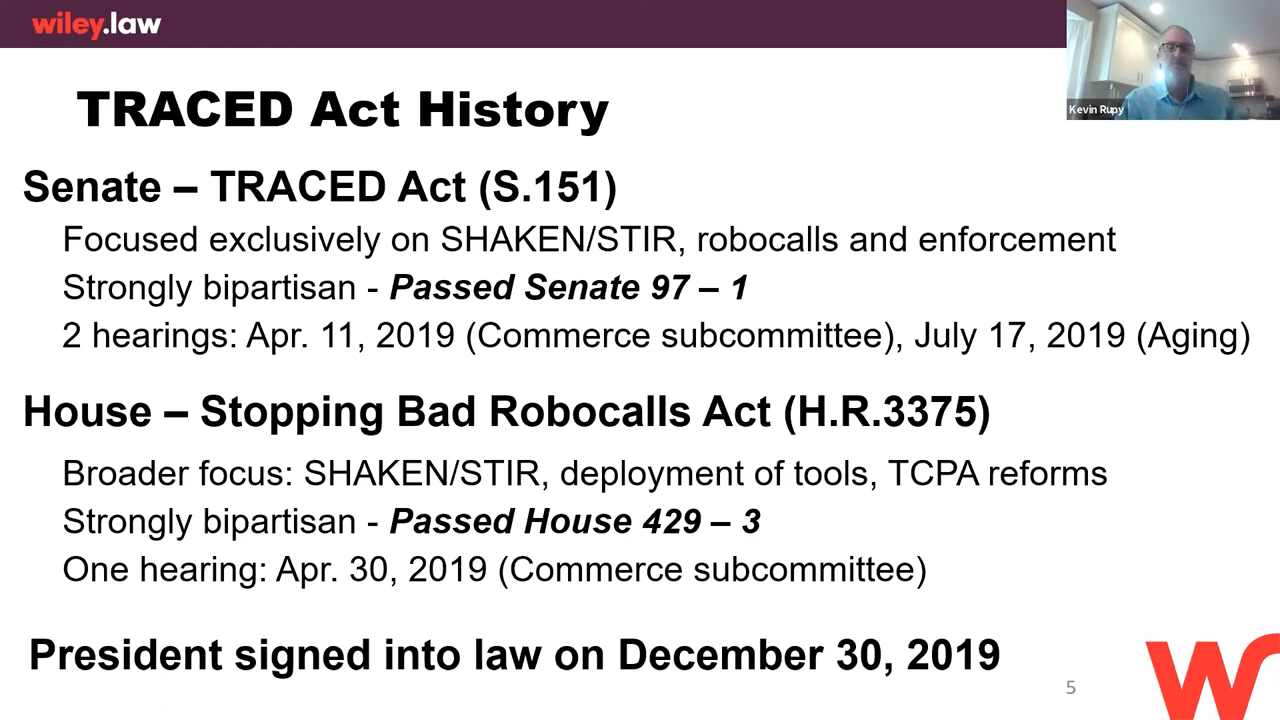 wiley.law
Kevin Rupy
TRACED Act History
Senate – TRACED Act (S.151)
Focused exclusively on SHAKEN/STIR, robocalls and enforcement
Strongly bipartisan - Passed Senate 97 – 1
2 hearings: Apr. 11, 2019 (Commerce subcommittee), July 17, 2019 (Aging)
House – Stopping Bad Robocalls Act (H.R.3375)
Broader focus: SHAKEN/STIR, deployment of tools, TCPA reforms
Strongly bipartisan - Passed House 429 – 3
One hearing: Apr. 30, 2019 (Commerce subcommittee)
President signed into law on December 30, 2019
5
w